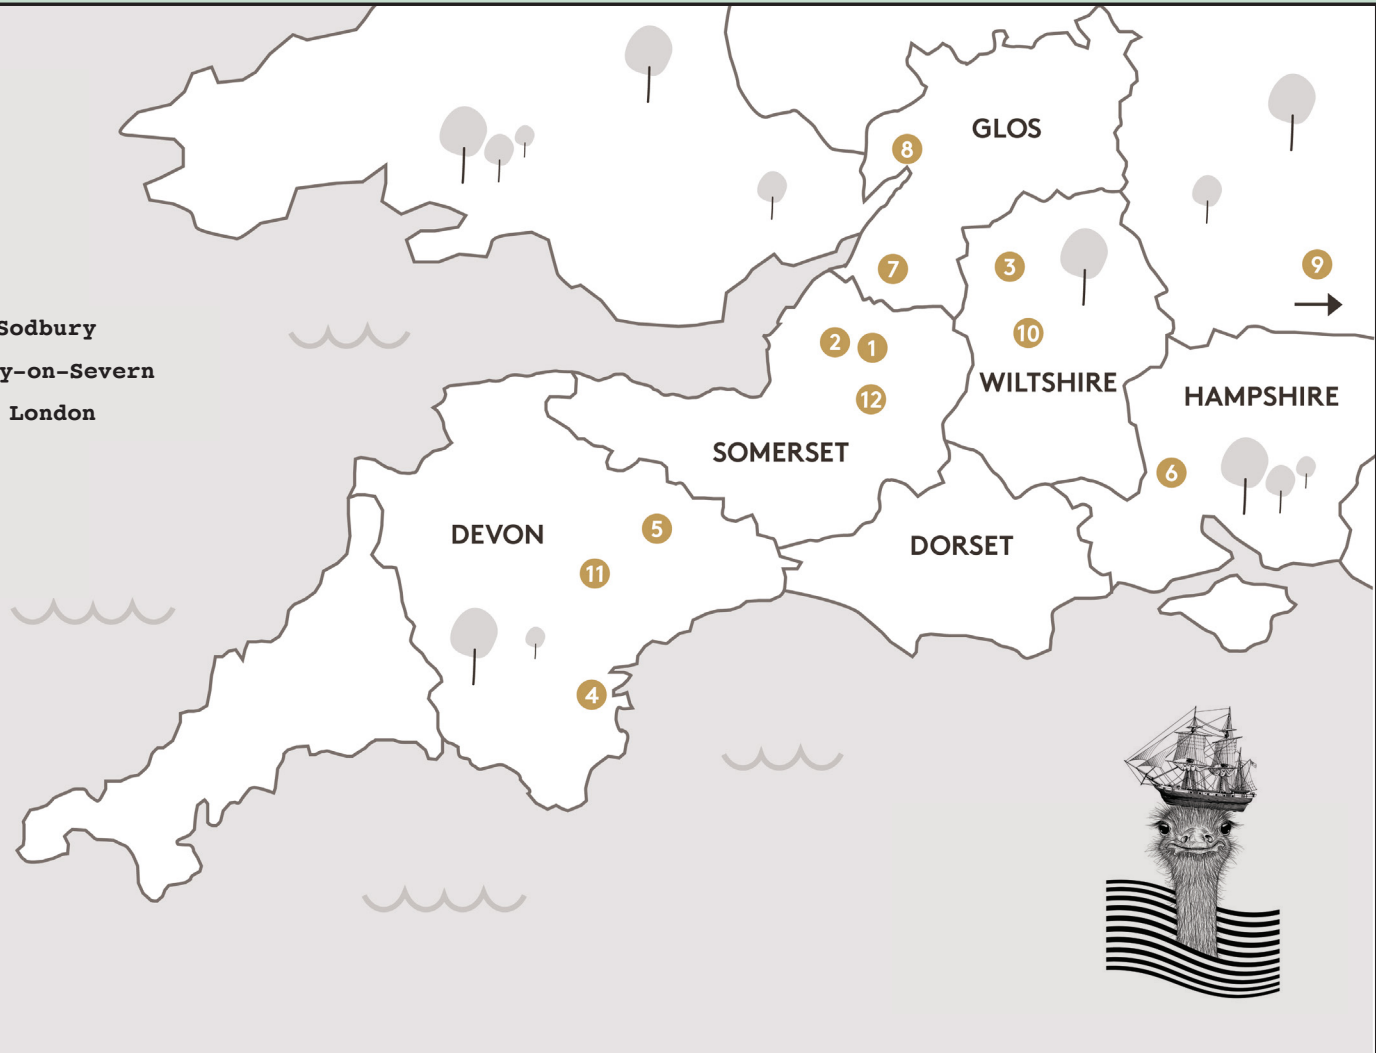 GLOS
8
7
3
9
Sodbury
y-on-Severn
London
2
1
10
WILTSHIRE
HAMPSHIRE
12
SOMERSET
6
DEVON
5
DORSET
11
4